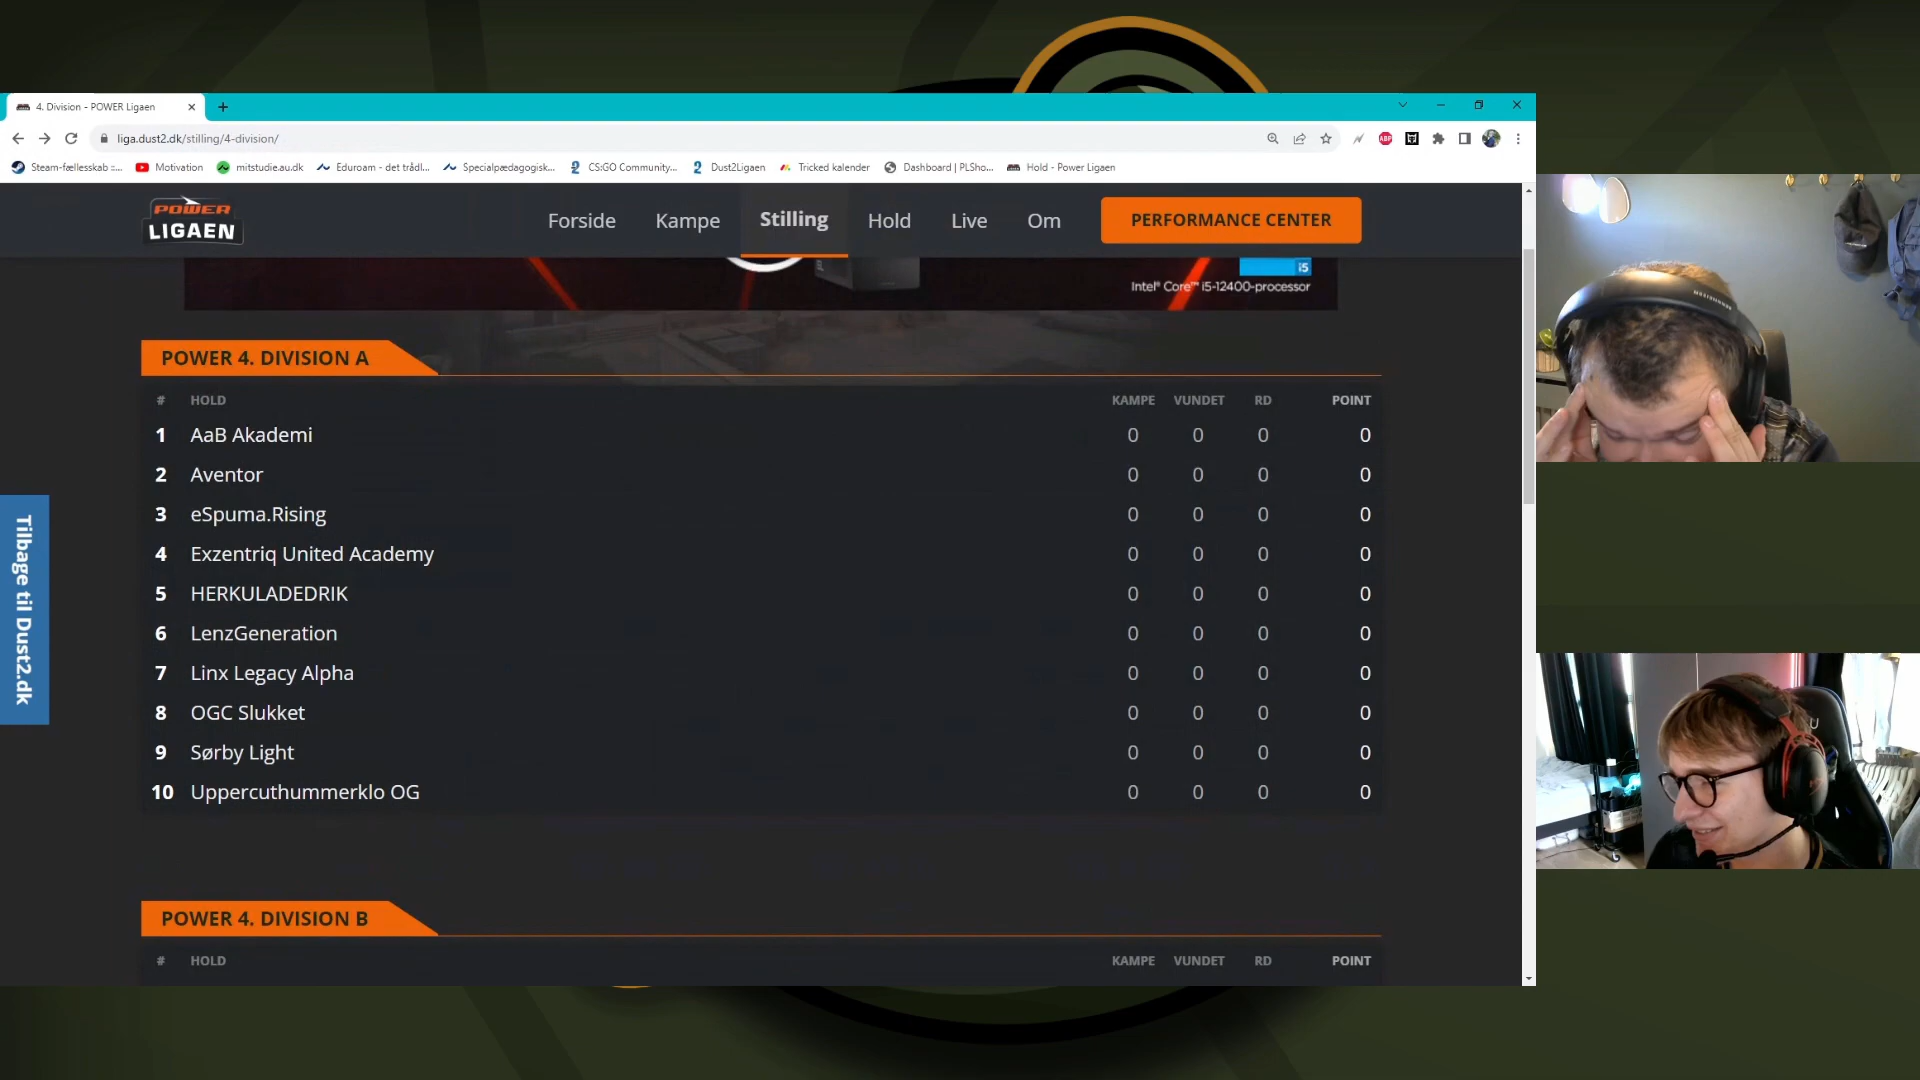 4. Division - POWER Ligaen
liga.dust2.dk/stilling/4-division/
ABP
Steam-fællesskab :... Motivation mitstudie.au.dk Eduroam - det trådl... Specialpædagogisk... CS:GO Community... Dust2Ligaen Tricked kalender Dashboard | PLSho... Hold - Power Ligaen
POWER
LIGAEN
Forside Kampe Stilling Hold Live Om PERFORMANCE CENTER
i5
Intel® Core™ i5-12400-processor
POWER 4. DIVISION A
# HOLD KAMPE VUNDET RD POINT
1 AaB Akademi 0 0 0 0
2 Aventor 0 0 0 0
3 eSpuma.Rising 0 0 0 0
4 Exzentriq United Academy 0 0 0 0
5 HERKULADEDRIK 0 0 0 0
6 LenzGeneration 0 0 0 0
7 Linx Legacy Alpha 0 0 0 0
8 OGC Slukket 0 0 0 0
9 Sørby Light 0 0 0 0
10 Uppercuthummerklo OG 0 0 0 0
Tilbage til Dust2.dk
POWER 4. DIVISION B
# HOLD KAMPE VUNDET RD POINT